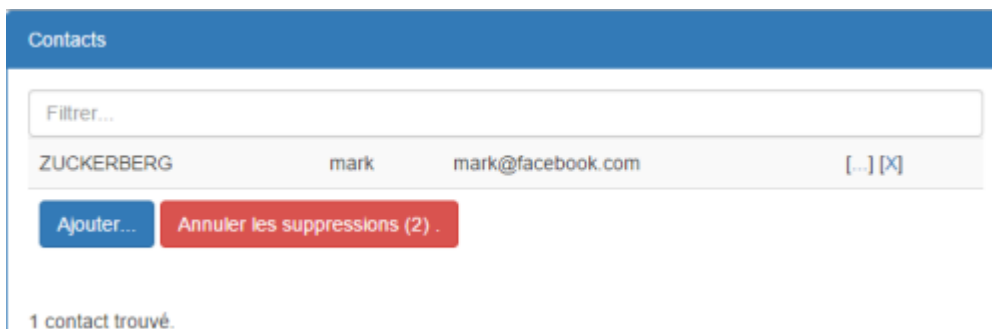 Contacts
Filtrer...
ZUCKERBERG mark mark@facebook.com [...] [X]
Ajouter... Annuler les suppressions (2) .
1 contact trouvé.